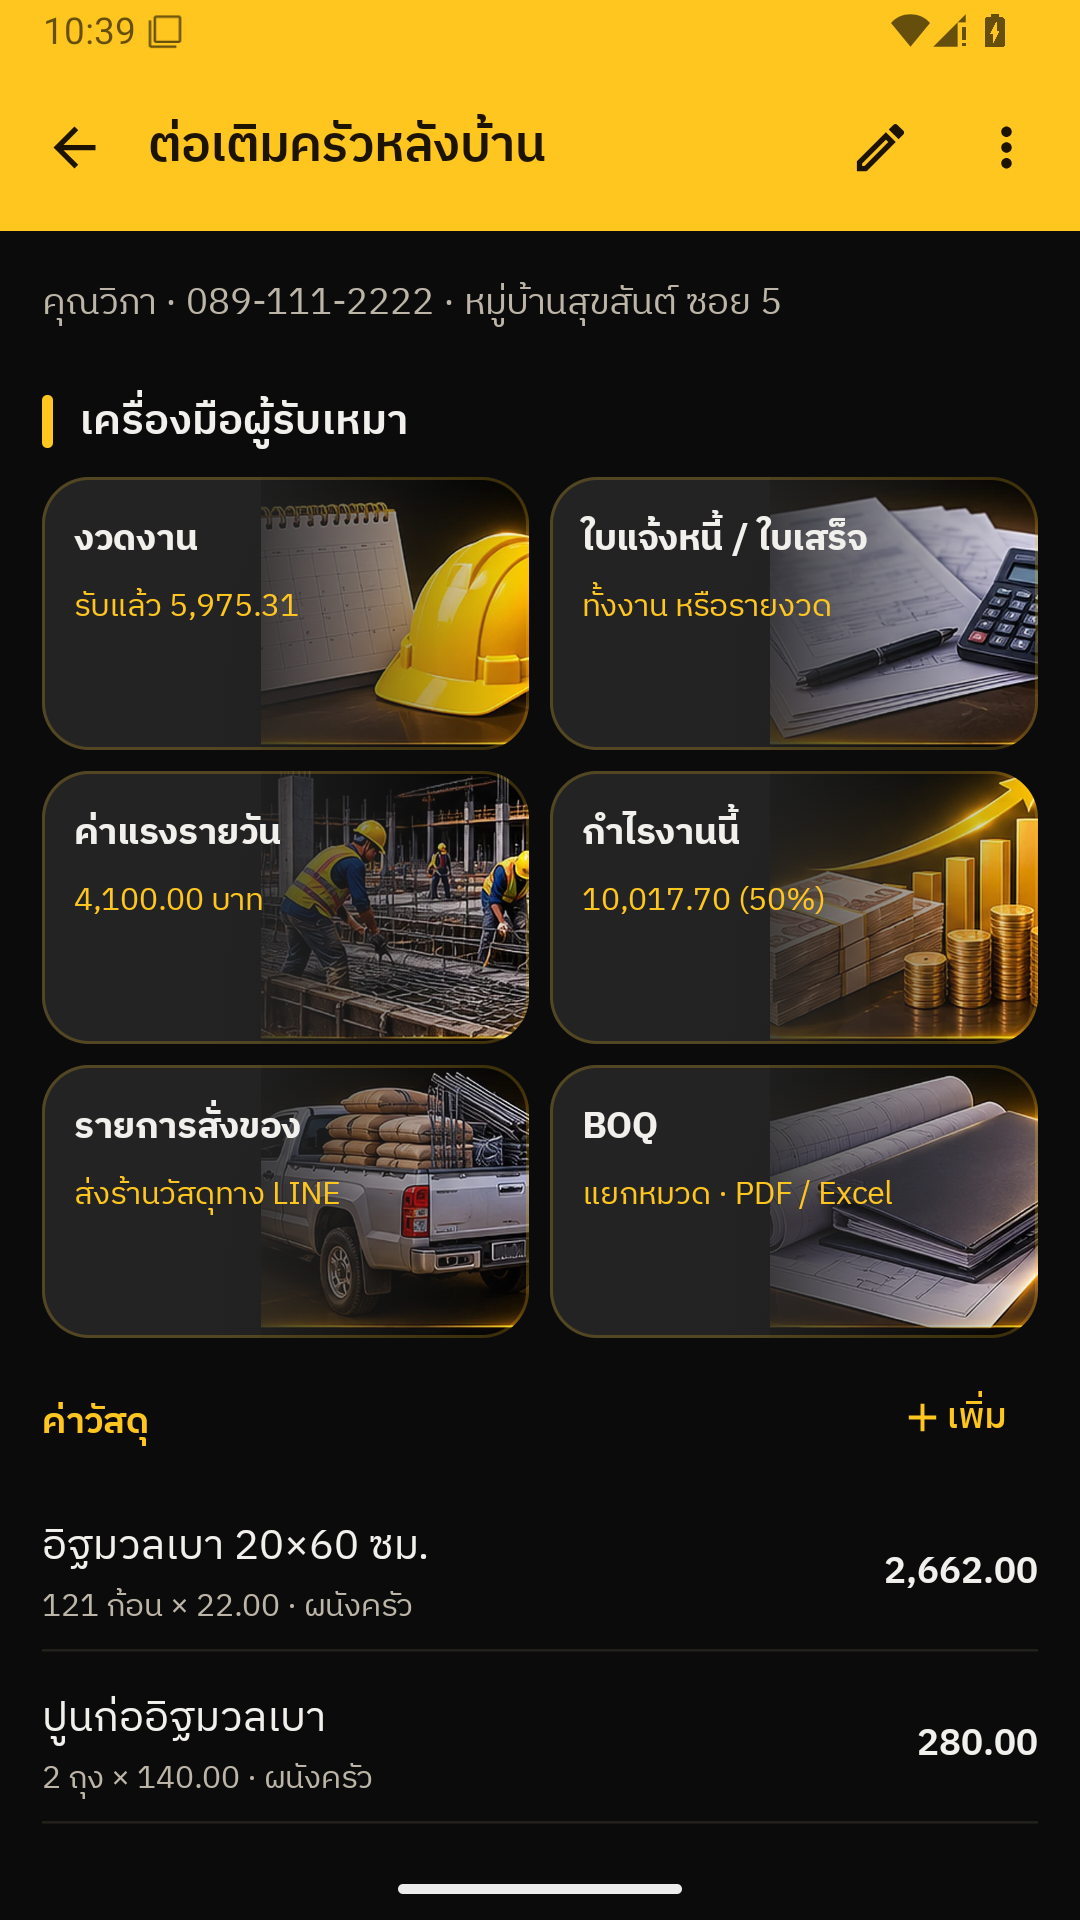 10:39
ต่อเติมครัวหลังบ้าน
คุณวิภา · 089-111-2222 · หมู่บ้านสุขสันต์ ซอย 5
เครื่องมือผู้รับเหมา
งวดงาน
รับแล้ว 5,975.31
ใบแจ้งหนี้ / ใบเสร็จ
ทั้งงาน หรือรายงวด
ค่าแรงรายวัน
4,100.00 บาท
กำไรงานนี้
10,017.70 (50%)
รายการสั่งของ
ส่งร้านวัสดุทาง LINE
BOQ
แยกหมวด · PDF / Excel
ค่าวัสดุ
+ เพิ่ม
อิฐมวลเบา 20×60 ซม.
2,662.00
121 ก้อน × 22.00 · ผนังครัว
ปูนก่ออิฐมวลเบา
280.00
2 ถุง × 140.00 · ผนังครัว